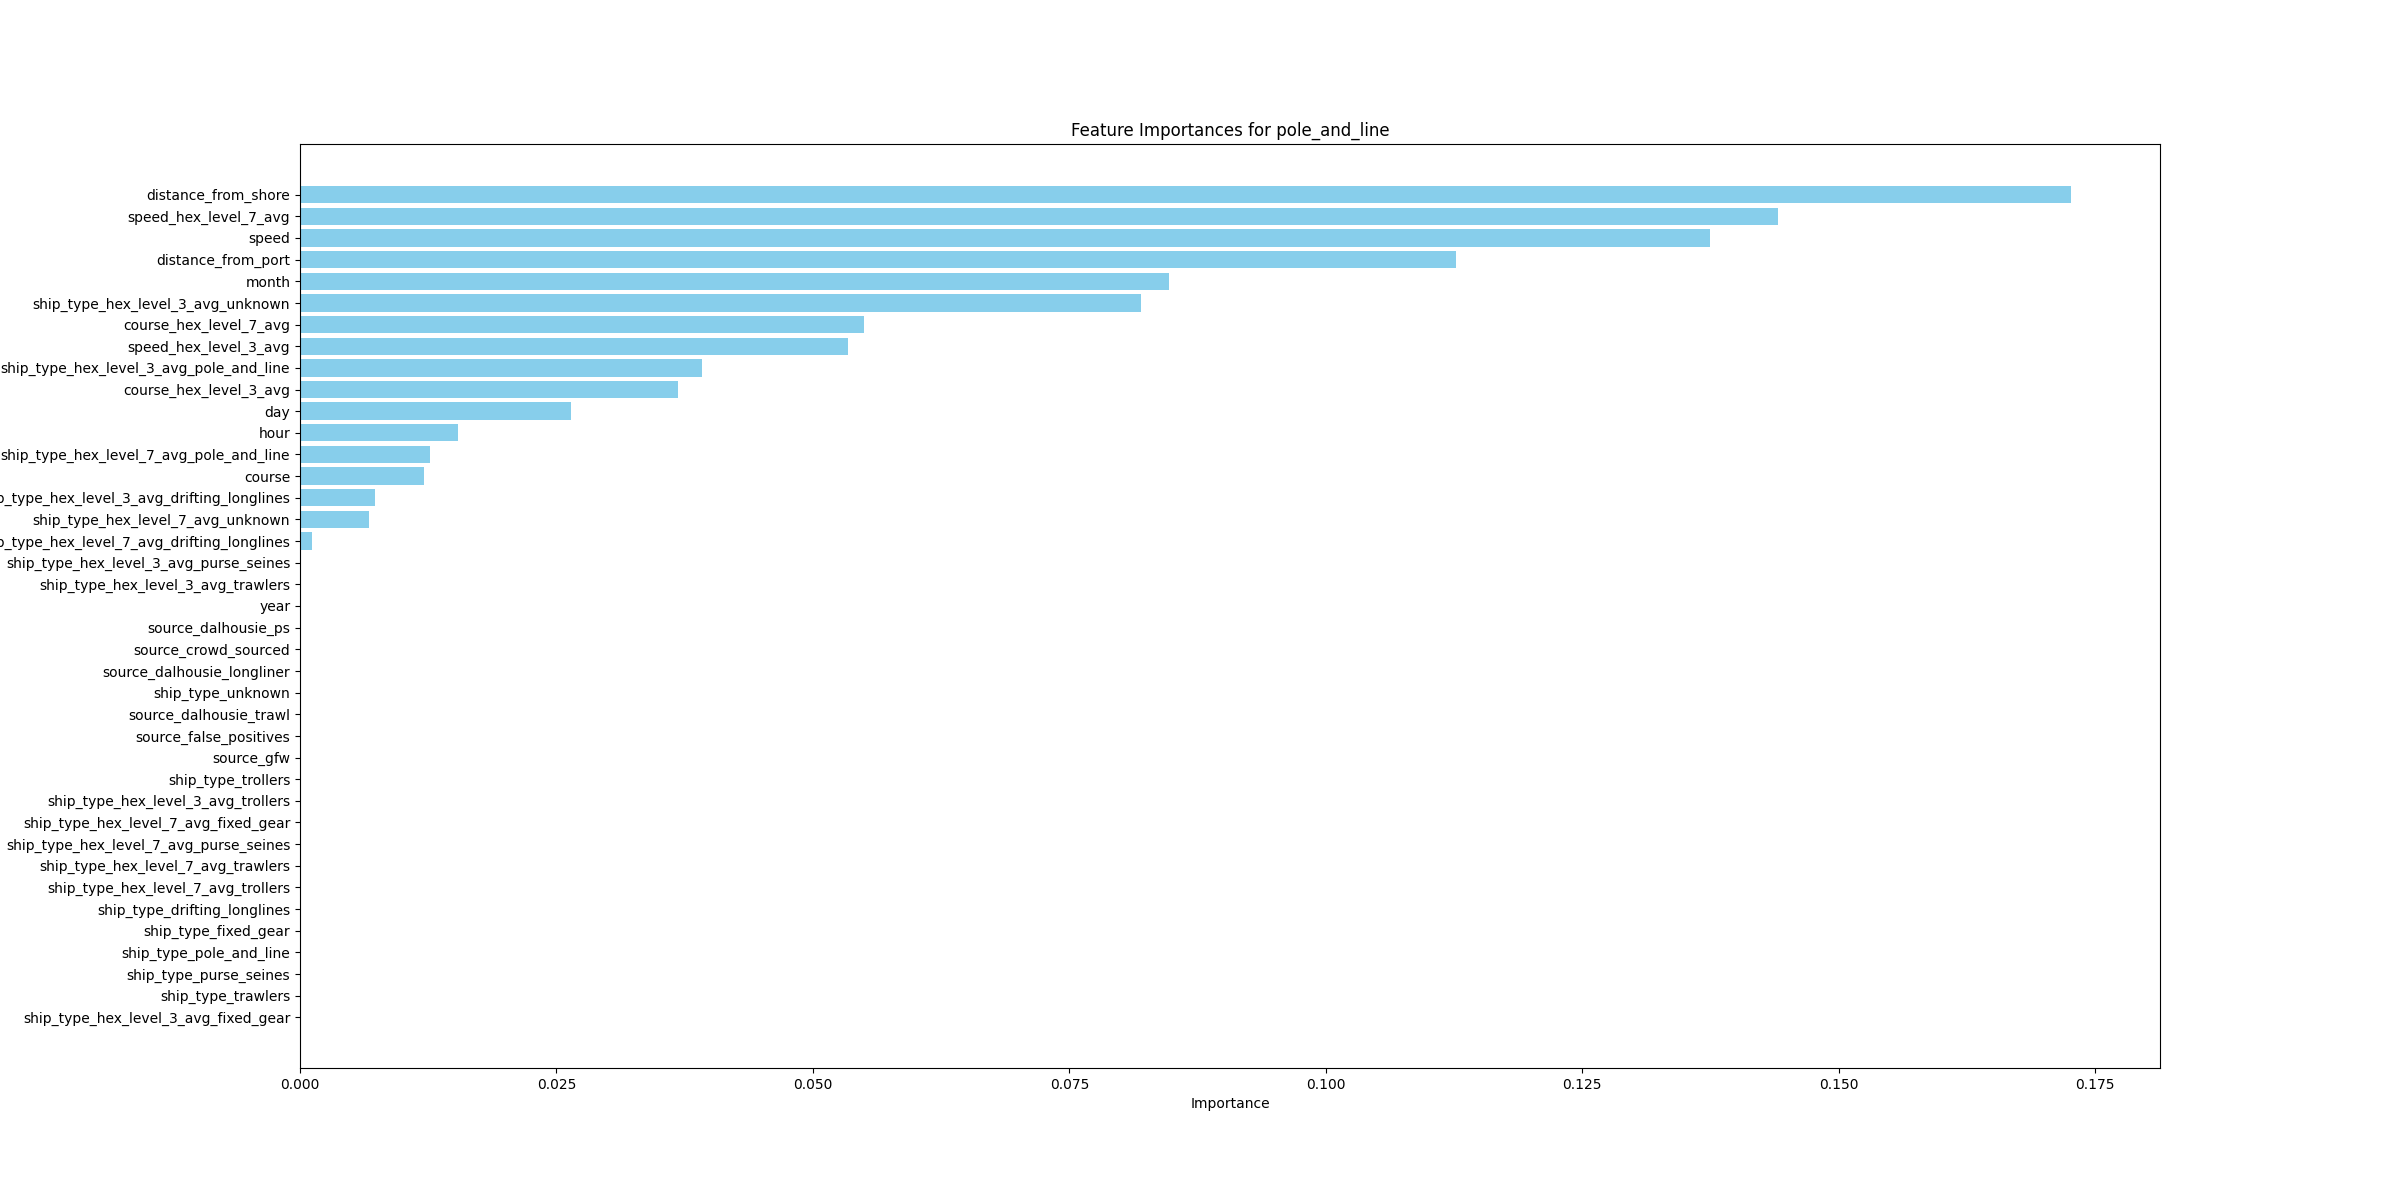 Feature Importances for pole_and_line
distance_from_shore
speed_hex_level_7_avg
speed
distance_from_port
month
ship_type_hex_level_3_avg_unknown
course_hex_level_7_avg
speed_hex_level_3_avg
ship_type_hex_level_3_avg_pole_and_line
course_hex_level_3_avg
day
hour
ship_type_hex_level_7_avg_pole_and_line
course
p_type_hex_level_3_avg_drifting_longlines
ship_type_hex_level_7_avg_unknown
p_type_hex_level_7_avg_drifting_longlines
ship_type_hex_level_3_avg_purse_seines
ship_type_hex_level_3_avg_trawlers
year
source_dalhousie_ps
source_crowd_sourced
source_dalhousie_longliner
ship_type_unknown
source_dalhousie_trawl
source_false_positives
source_gfw
ship_type_trollers
ship_type_hex_level_3_avg_trollers
ship_type_hex_level_7_avg_fixed_gear
ship_type_hex_level_7_avg_purse_seines
ship_type_hex_level_7_avg_trawlers
ship_type_hex_level_7_avg_trollers
ship_type_drifting_longlines
ship_type_fixed_gear
ship_type_pole_and_line
ship_type_purse_seines
ship_type_trawlers
ship_type_hex_level_3_avg_fixed_gear
0.000 0.025 0.050 0.075 0.100 0.125 0.150 0.175
Importance